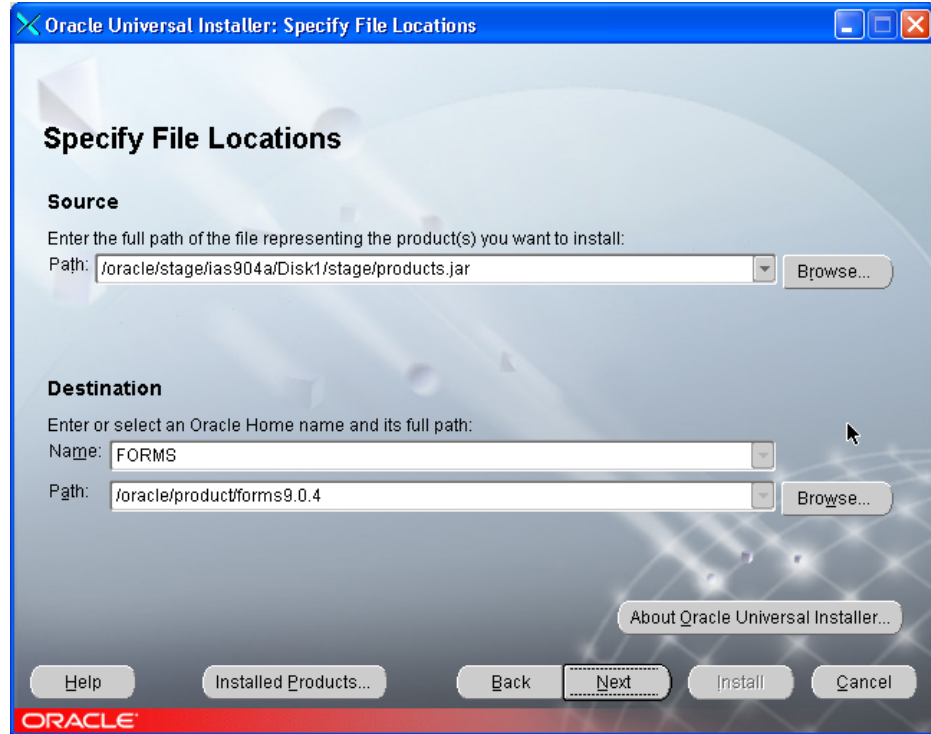 Oracle Universal Installer: Specify File Locations
Specify File Locations
Source
Enter the full path of the file representing the product(s) you want to install:
Path: /oracle/stage/ias904a/Disk1/stage/products.jar Browse...
Destination
Enter or select an Oracle Home name and its full path:
Name: FORMS
Path: /oracle/product/forms9.0.4 Browse...
About Oracle Universal Installer...
Help Installed Products... Back Next Install Cancel
ORACLE